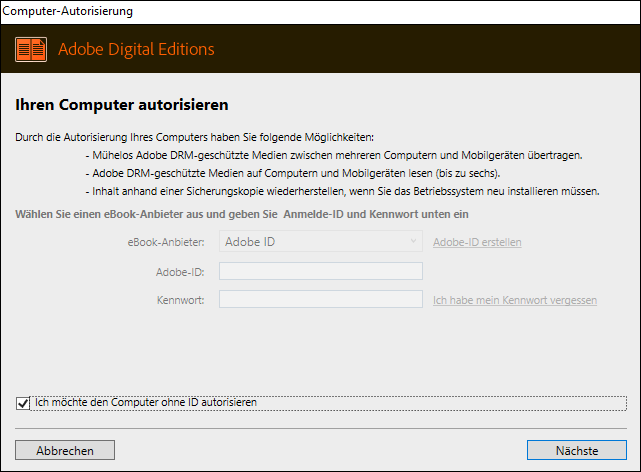 Computer-Autorisierung
Adobe Digital Editions
Ihren Computer autorisieren
Durch die Autorisierung Ihres Computers haben Sie folgende Möglichkeiten:
- Mühelos Adobe DRM-geschützte Medien zwischen mehreren Computern und Mobilgeräten übertragen.
- Adobe DRM-geschützte Medien auf Computern und Mobilgeräten lesen (bis zu sechs).
- Inhalt anhand einer Sicherungskopie wiederherstellen, wenn Sie das Betriebssystem neu installieren müssen.
Wählen Sie einen eBook-Anbieter aus und geben Sie Anmelde-ID und Kennwort unten ein
eBook-Anbieter: Adobe ID Adobe-ID erstellen
Adobe-ID:
Kennwort: Ich habe mein Kennwort vergessen
Ich möchte den Computer ohne ID autorisieren
Abbrechen Nächste